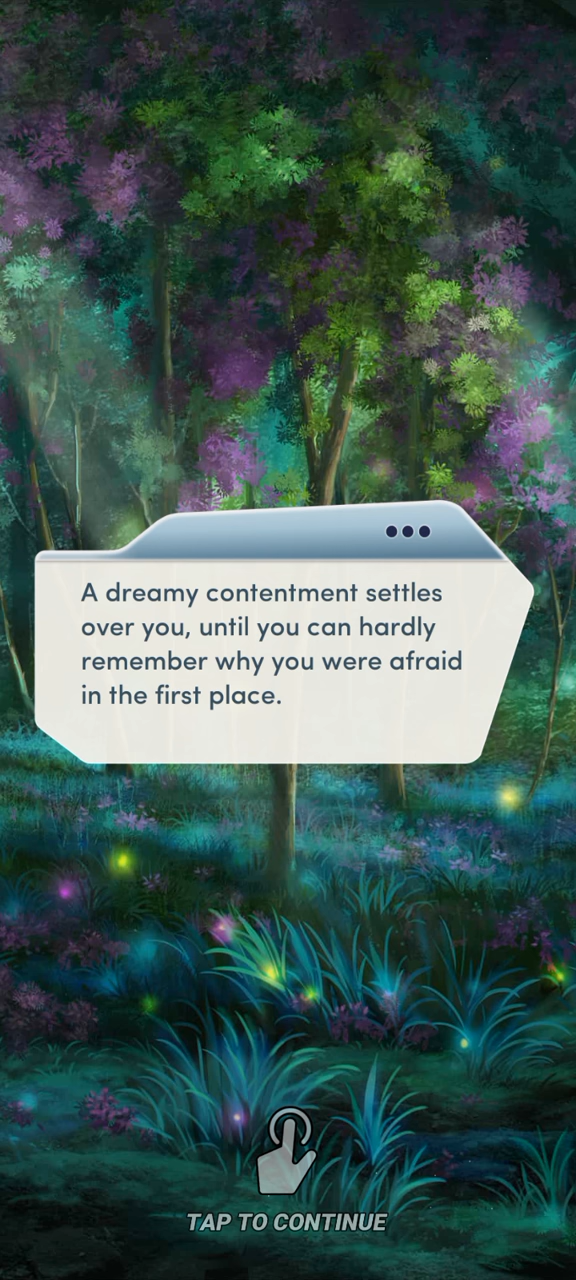 A dreamy contentment settles
over you, until you can hardly
remember why you were afraid
in the first place.
TAP TO CONTINUE